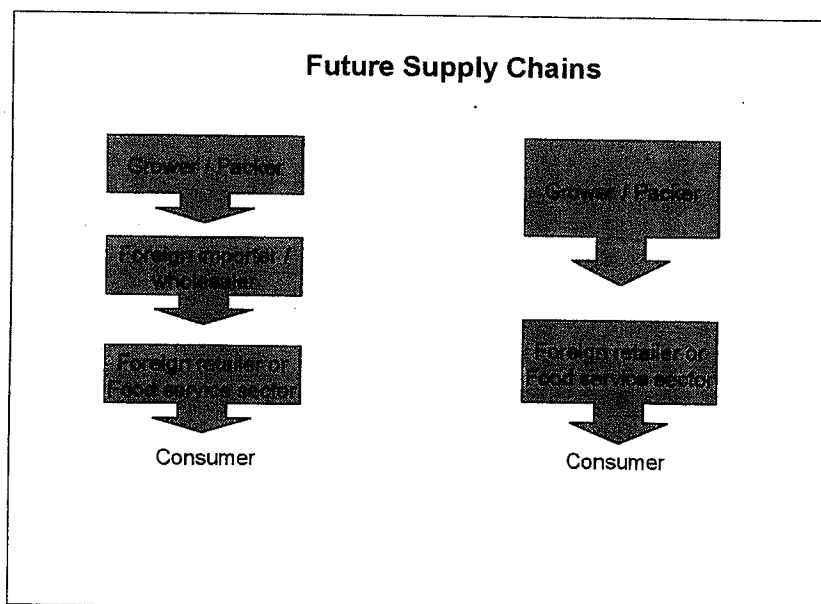 Future Supply Chains
Grower / Packer
Foreign importer /
wholesaler
Foreign retailer or
Food service sector
Consumer
Grower / Packer
Foreign retailer or
Food service sector
Consumer